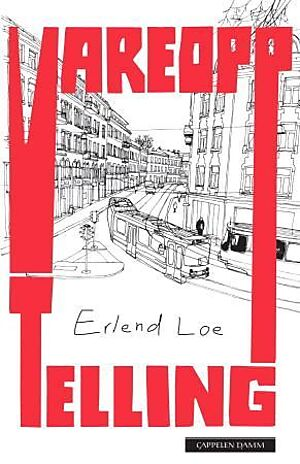 VAREOPP
TELLING
Erlend Loe
CAPPELEN DAMM